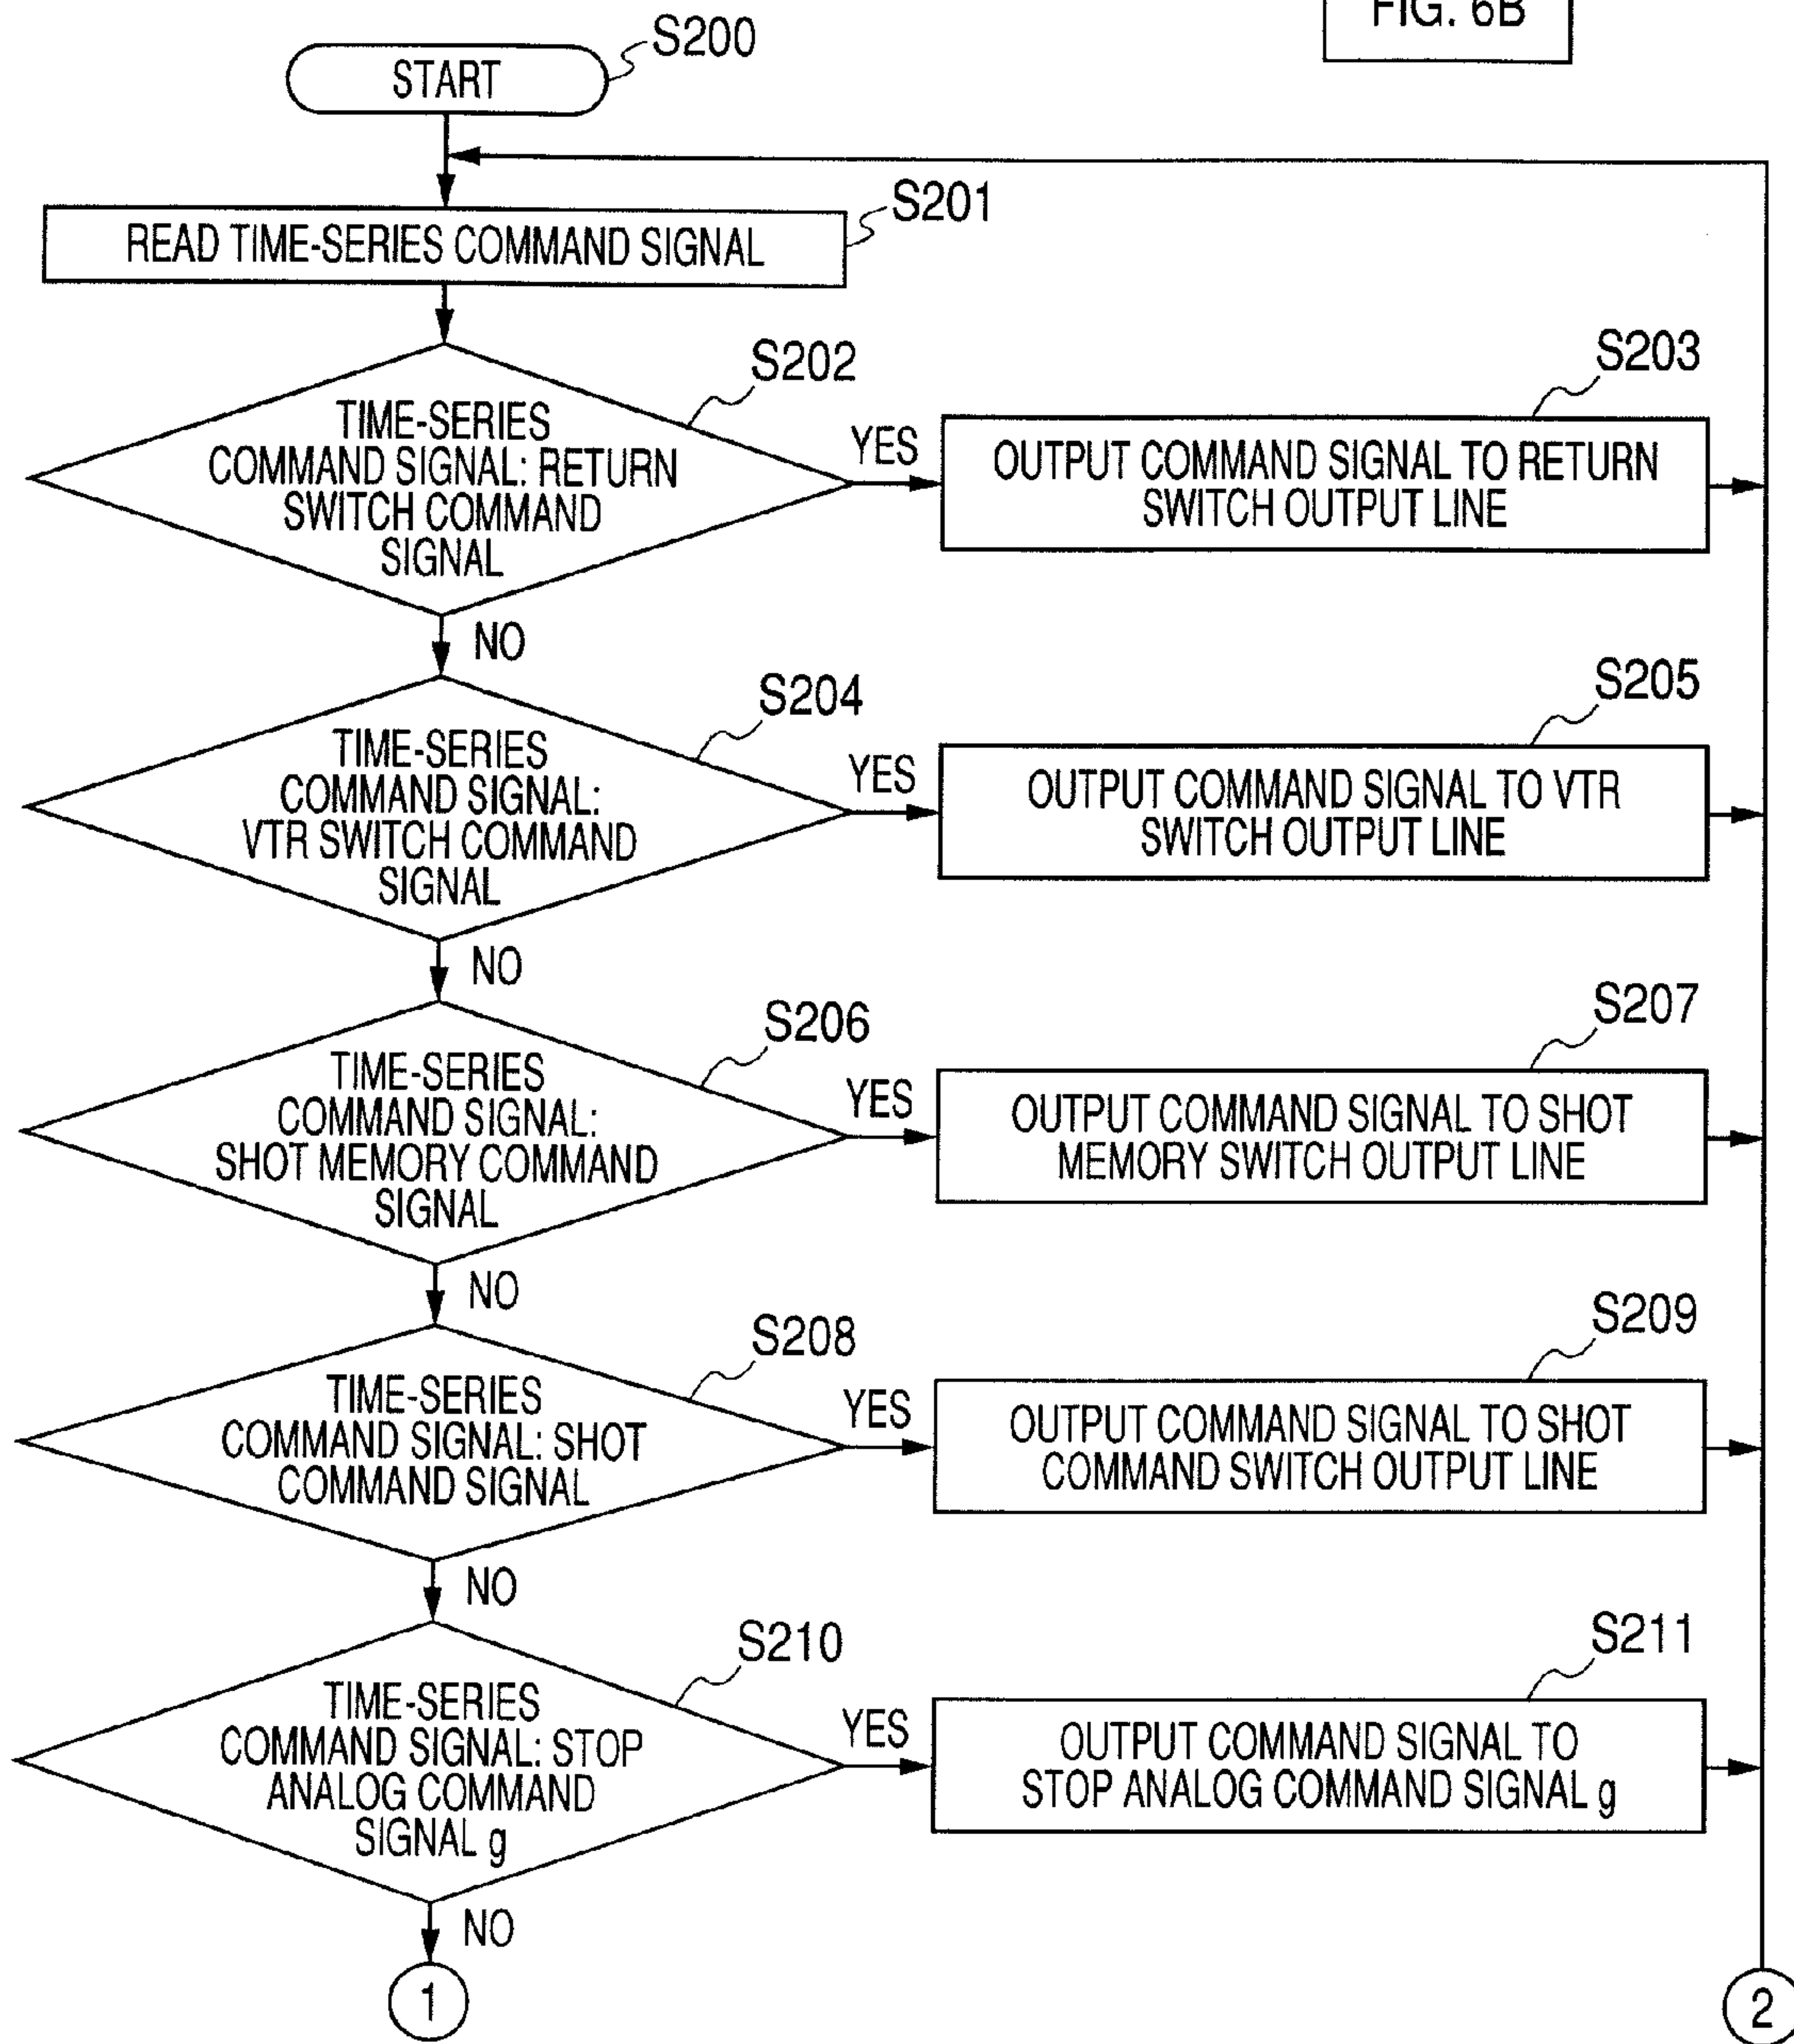 FIG. 6B
START
S200
READ TIME-SERIES COMMAND SIGNAL
S201
TIME-SERIES
COMMAND SIGNAL: RETURN
SWITCH COMMAND
SIGNAL
S202
YES
OUTPUT COMMAND SIGNAL TO RETURN
SWITCH OUTPUT LINE
S203
NO
TIME-SERIES
COMMAND SIGNAL:
VTR SWITCH COMMAND
SIGNAL
S204
YES
OUTPUT COMMAND SIGNAL TO VTR
SWITCH OUTPUT LINE
S205
NO
TIME-SERIES
COMMAND SIGNAL:
SHOT MEMORY COMMAND
SIGNAL
S206
YES
OUTPUT COMMAND SIGNAL TO SHOT
MEMORY SWITCH OUTPUT LINE
S207
NO
TIME-SERIES
COMMAND SIGNAL: SHOT
COMMAND SIGNAL
S208
YES
OUTPUT COMMAND SIGNAL TO SHOT
COMMAND SWITCH OUTPUT LINE
S209
NO
TIME-SERIES
COMMAND SIGNAL: STOP
ANALOG COMMAND
SIGNAL g
S210
YES
OUTPUT COMMAND SIGNAL TO
STOP ANALOG COMMAND SIGNAL g
S211
NO
1
2